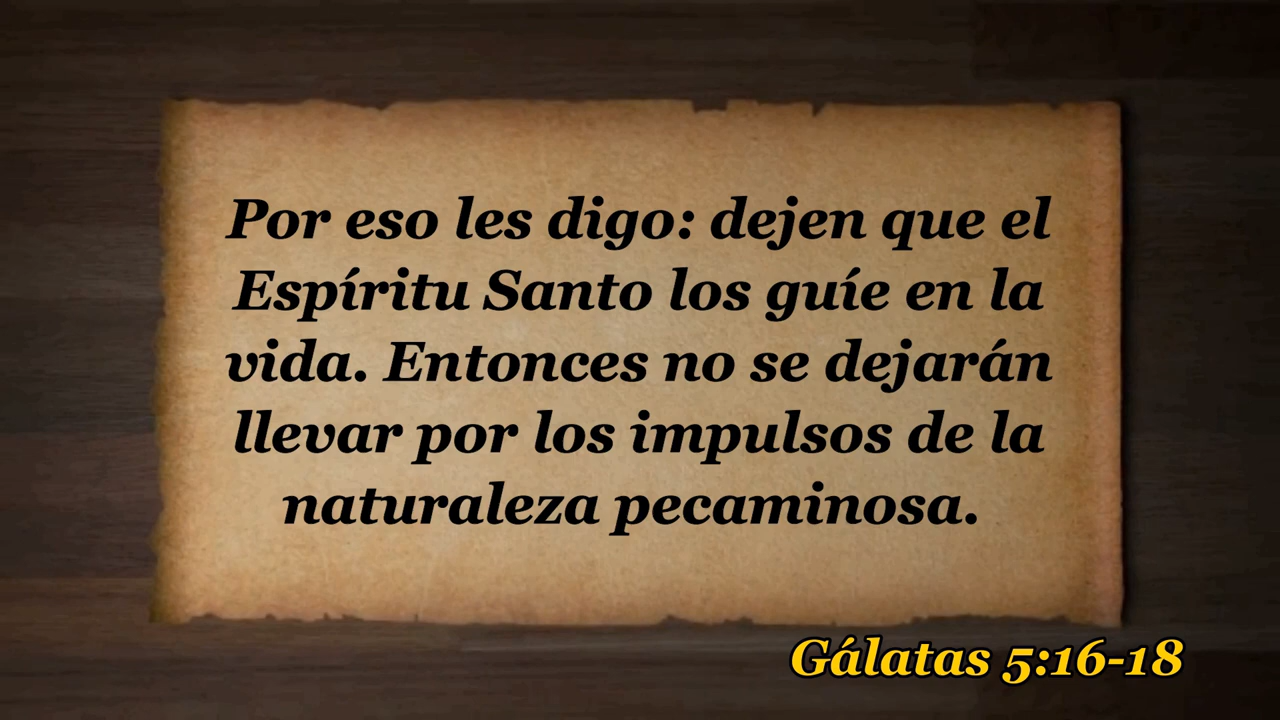 Por eso les digo: dejen que el
Espíritu Santo los guíe en la
vida. Entonces no se dejarán
llevar por los impulsos de la
naturaleza pecaminosa.
Gálatas 5:16-18